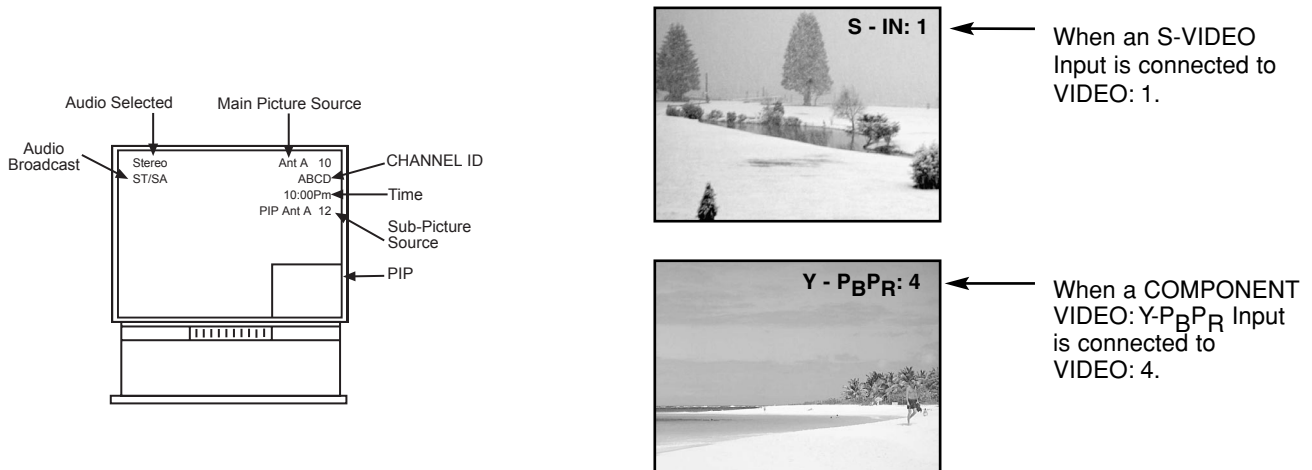 Audio Selected
Main Picture Source
Audio
Broadcast
Stereo
ST/SA
Ant A 10
ABCD
10:00Pm
PIP Ant A 12
CHANNEL ID
Time
Sub-Picture
Source
PIP
S - IN: 1
When an S-VIDEO
Input is connected to
VIDEO: 1.
Y - PBPR: 4
When a COMPONENT
VIDEO: Y-PBPR Input
is connected to
VIDEO: 4.